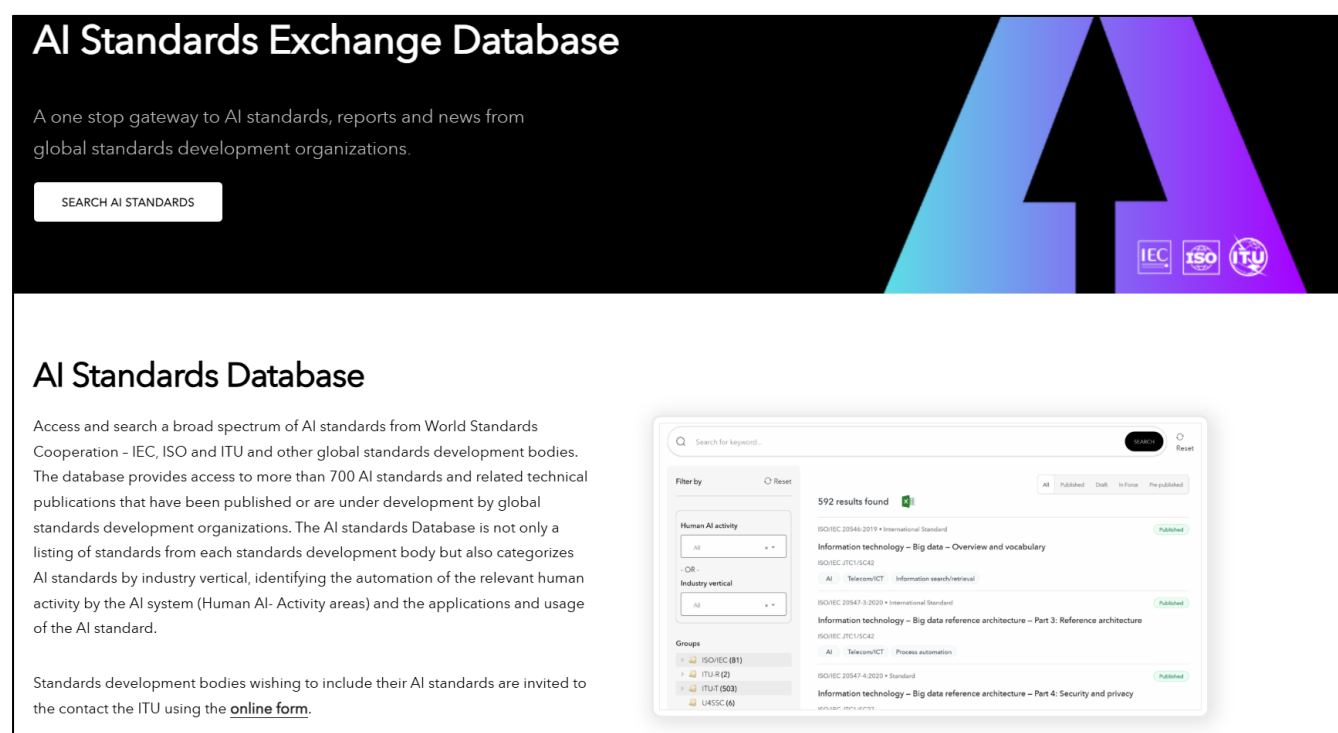 AI Standards Exchange Database
A one stop gateway to AI standards, reports and news from
global standards development organizations.
SEARCH AI STANDARDS
IEC ISO ITU
AI Standards Database
Access and search a broad spectrum of AI standards from World Standards
Cooperation – IEC, ISO and ITU and other global standards development bodies.
The database provides access to more than 700 AI standards and related technical
publications that have been published or are under development by global
standards development organizations. The AI standards Database is not only a
listing of standards from each standards development body but also categorizes
AI standards by industry vertical, identifying the automation of the relevant human
activity by the AI system (Human AI- Activity areas) and the applications and usage
of the AI standard.
Standards development bodies wishing to include their AI standards are invited to
the contact the ITU using the online form.
Search for keyword...
SEARCH
Reset
Filter by
Reset
Human AI activity
All
- OR -
Industry vertical
All
Groups
ISO/IEC (81)
ITU-R (2)
ITU-T (503)
U4SSC (6)
All Published Draft In Force Pre-published
592 results found
ISO/IEC 20546:2019 • International Standard
Published
Information technology – Big data – Overview and vocabulary
ISO/IEC JTC1/SC42
AI Telecom/ICT Information search/retrieval
ISO/IEC 20547-3:2020 • International Standard
Published
Information technology – Big data reference architecture – Part 3: Reference architecture
ISO/IEC JTC1/SC42
AI Telecom/ICT Process automation
ISO/IEC 20547-4:2020 • Standard
Published
Information technology – Big data reference architecture – Part 4: Security and privacy